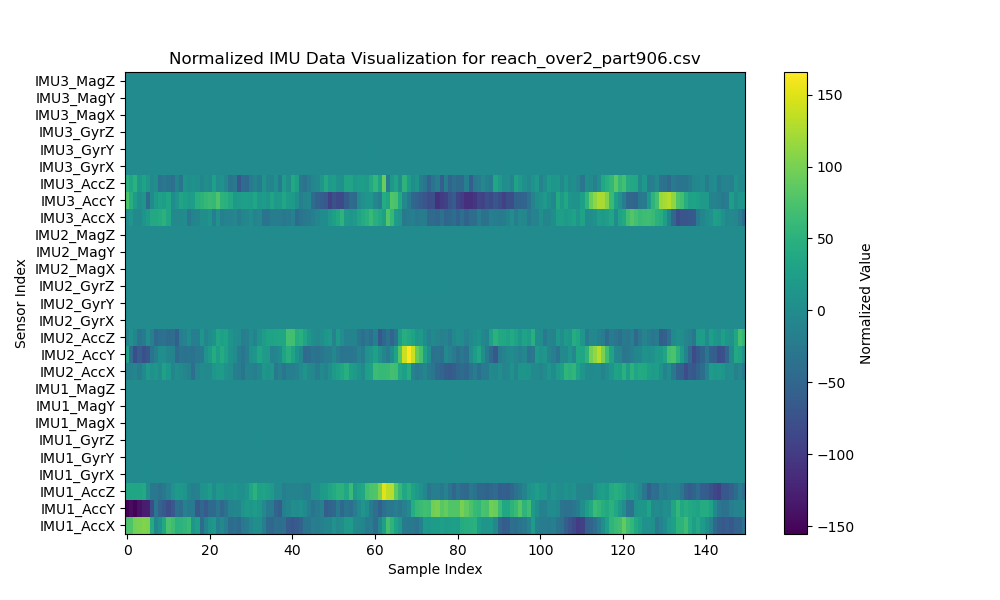 Normalized IMU Data Visualization for reach_over2_part906.csv
IMU3_MagZ
IMU3_MagY
IMU3_MagX
IMU3_GyrZ
IMU3_GyrY
IMU3_GyrX
IMU3_AccZ
IMU3_AccY
IMU3_AccX
IMU2_MagZ
IMU2_MagY
IMU2_MagX
IMU2_GyrZ
IMU2_GyrY
IMU2_GyrX
IMU2_AccZ
IMU2_AccY
IMU2_AccX
IMU1_MagZ
IMU1_MagY
IMU1_MagX
IMU1_GyrZ
IMU1_GyrY
IMU1_GyrX
IMU1_AccZ
IMU1_AccY
IMU1_AccX
Sensor Index
0 20 40 60 80 100 120 140
Sample Index
150
100
50
0
−50
−100
−150
Normalized Value